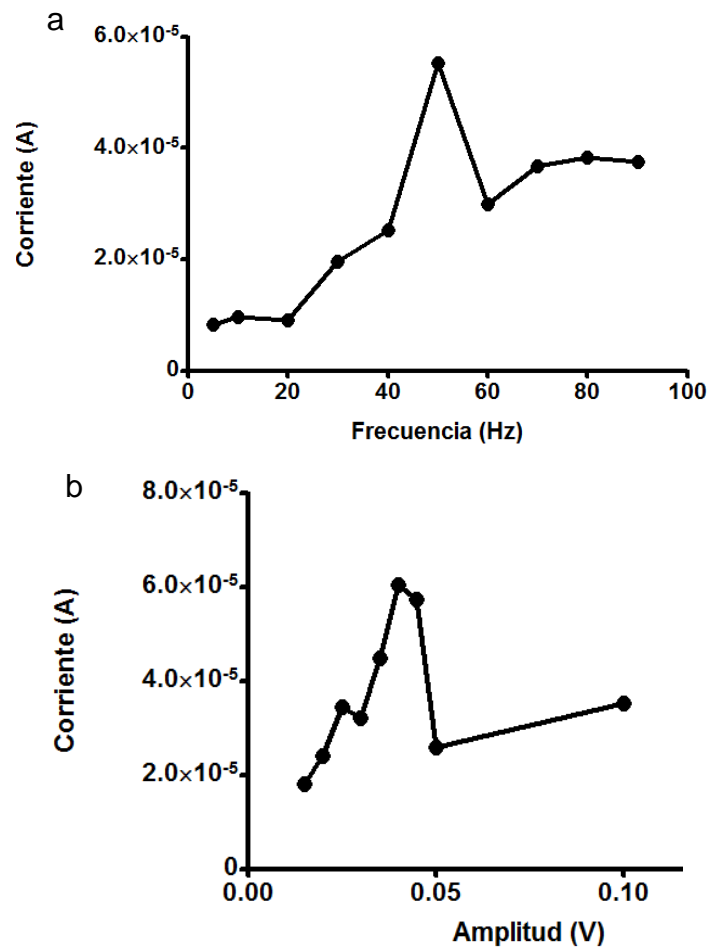 a
6.0×10⁻⁵
4.0×10⁻⁵
2.0×10⁻⁵
0
Corriente (A)
0 20 40 60 80 100
Frecuencia (Hz)
b
8.0×10⁻⁵
6.0×10⁻⁵
4.0×10⁻⁵
2.0×10⁻⁵
0
Corriente (A)
0.00 0.05 0.10
Amplitud (V)